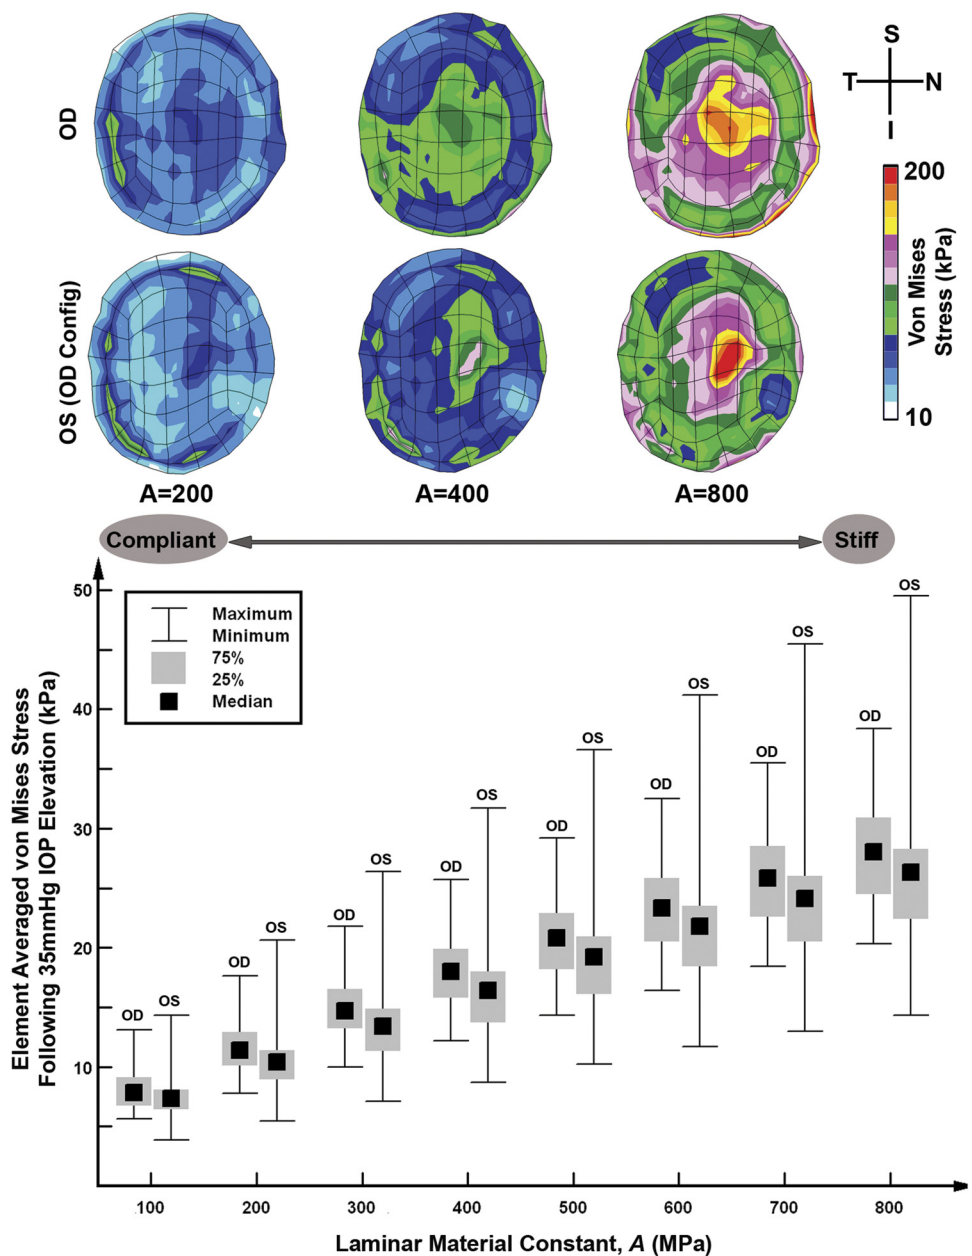 OD
S
T N
I
200
Von Mises
Stress (kPa)
10
OS (OD Config)
A=200 A=400 A=800
Compliant Stiff
50
40
30
20
10
Element Averaged von Mises Stress
Following 35mmHg IOP Elevation (kPa)
Maximum
Minimum
75%
25%
Median
OD OS
OD OS
OD OS
OD OS
OD OS
OD OS
OD OS
OD OS
100 200 300 400 500 600 700 800
Laminar Material Constant, A (MPa)